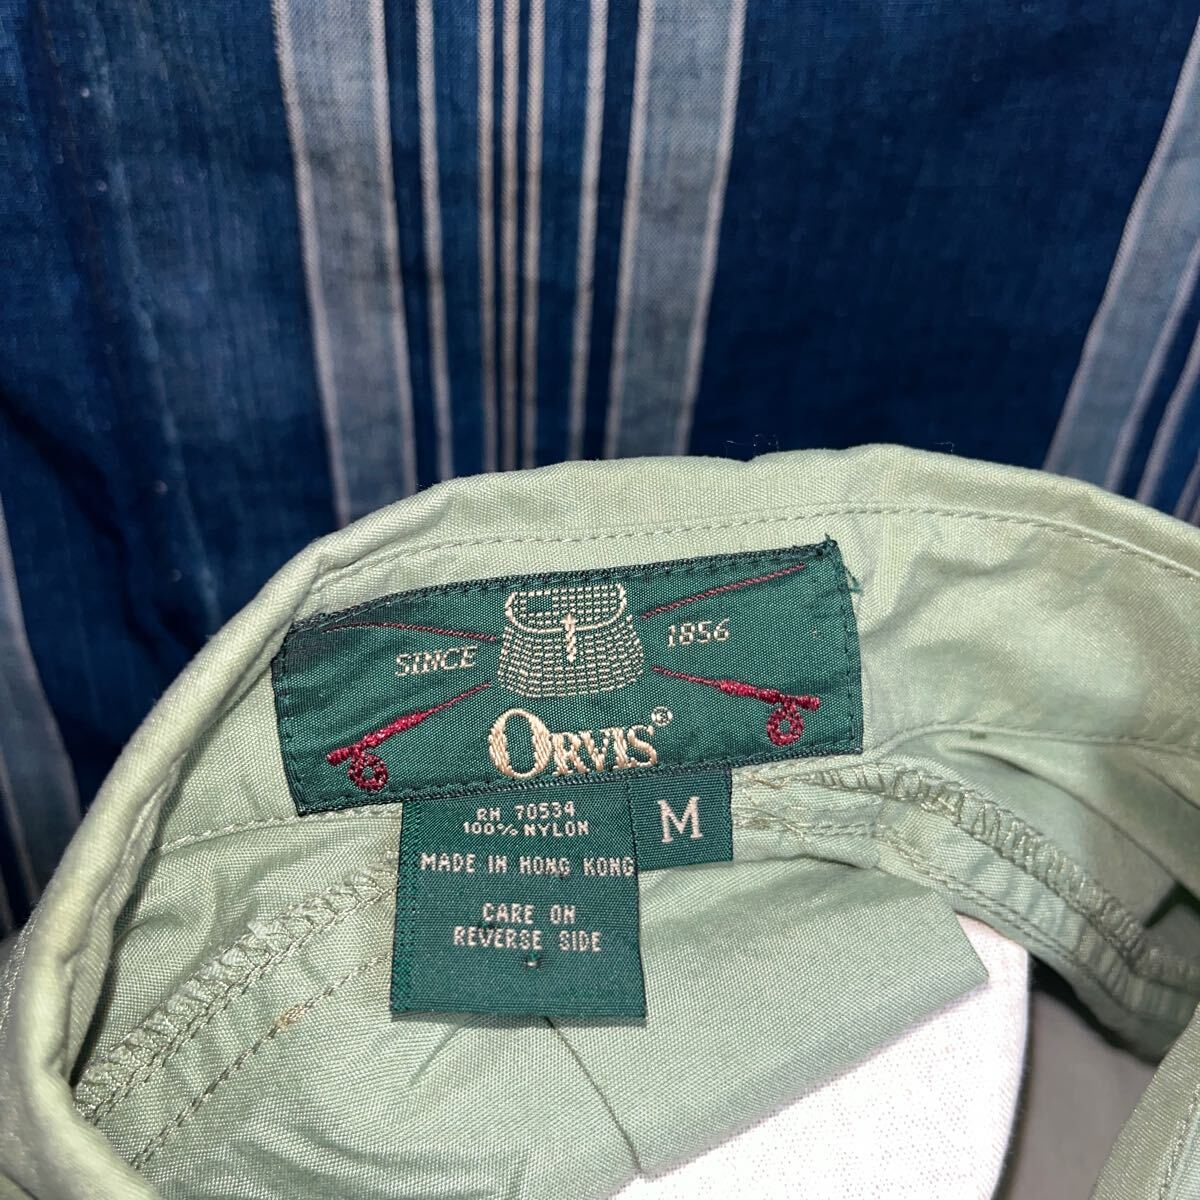 SINCE 1856
ORVIS®
RN 70534
100% NYLON
M
MADE IN HONG KONG
CARE ON
REVERSE SIDE